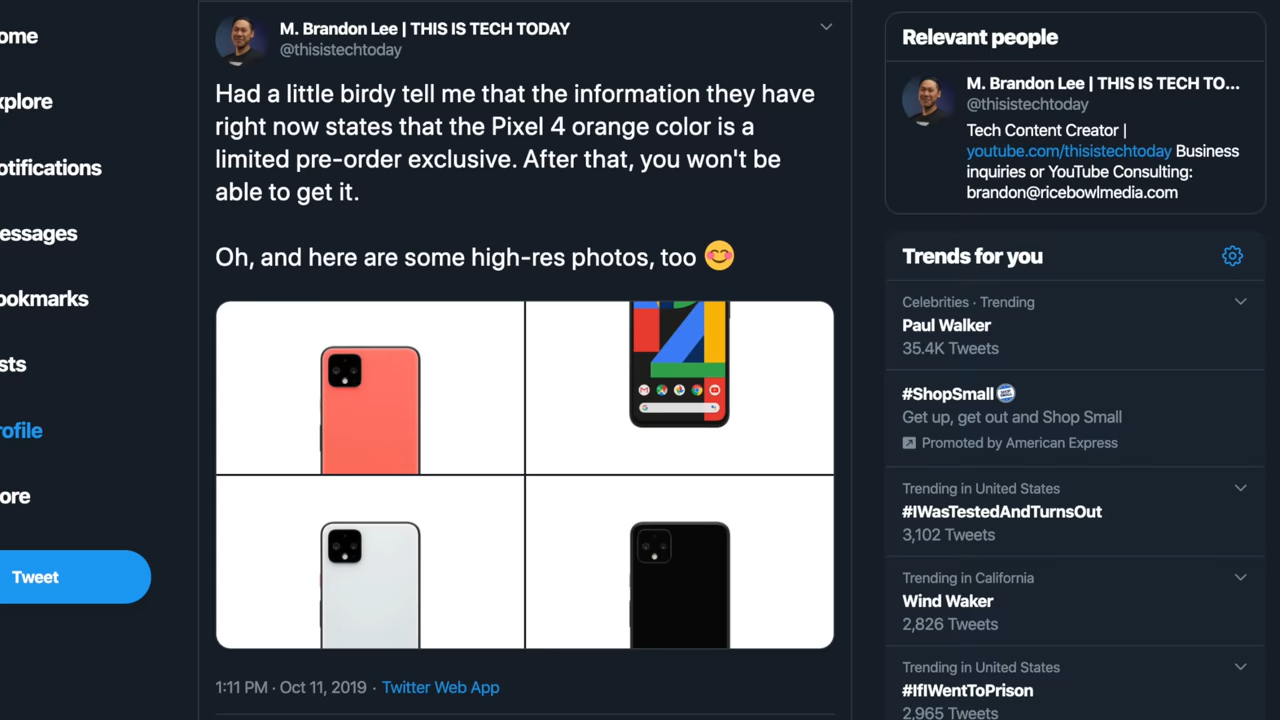 ome
xplore
otifications
essages
ookmarks
sts
rofile
ore
Tweet
M. Brandon Lee | THIS IS TECH TODAY
@thisistechtoday
Had a little birdy tell me that the information they have
right now states that the Pixel 4 orange color is a
limited pre-order exclusive. After that, you won't be
able to get it.
Oh, and here are some high-res photos, too 😊
1:11 PM · Oct 11, 2019 · Twitter Web App
Relevant people
M. Brandon Lee | THIS IS TECH TO...
@thisistechtoday
Tech Content Creator |
youtube.com/thisistechtoday Business
inquiries or YouTube Consulting:
brandon@ricebowlmedia.com
Trends for you
Celebrities · Trending
Paul Walker
35.4K Tweets
#ShopSmall
Get up, get out and Shop Small
Promoted by American Express
Trending in United States
#IWasTestedAndTurnsOut
3,102 Tweets
Trending in California
Wind Waker
2,826 Tweets
Trending in United States
#IfIWentToPrison
2,965 Tweets